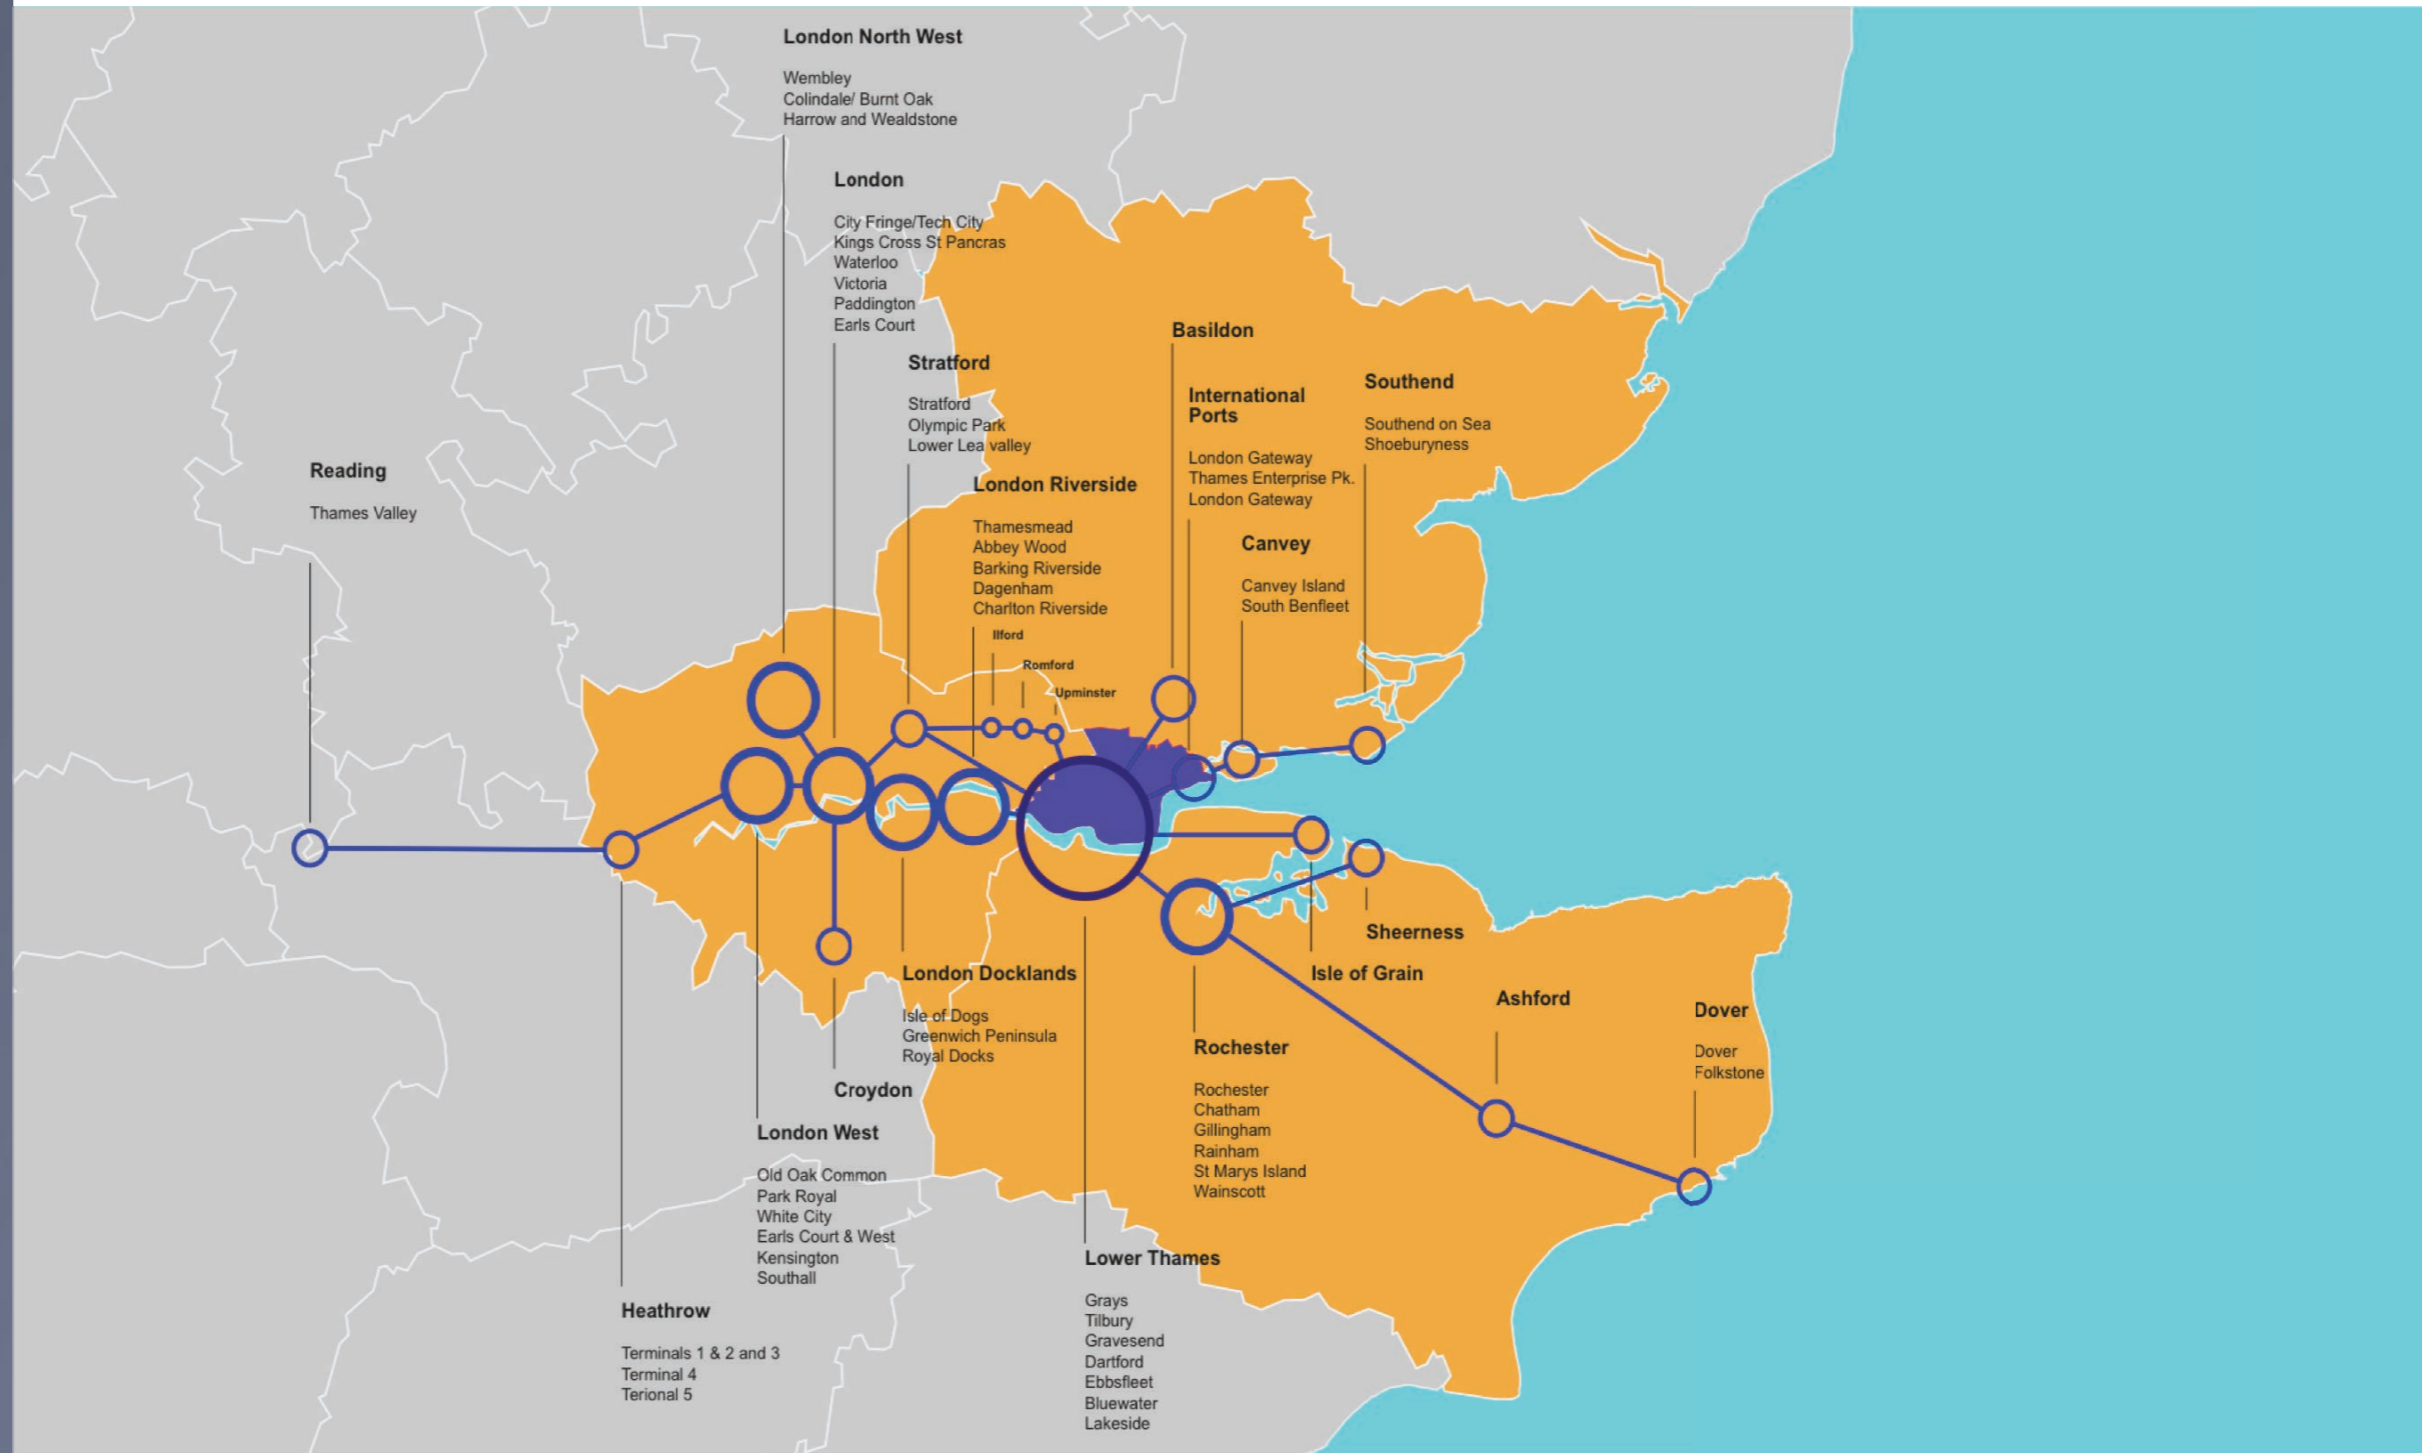 London North West
Wembley
Colindale/ Burnt Oak
Harrow and Wealdstone
London
City Fringe/Tech City
Kings Cross St Pancras
Waterloo
Victoria
Paddington
Earls Court
Stratford
Stratford
Olympic Park
Lower Lea valley
Reading
Thames Valley
London Riverside
Thamesmead
Abbey Wood
Barking Riverside
Dagenham
Charlton Riverside
Ilford
Romford
Upminster
Basildon
International
Ports
London Gateway
Thames Enterprise Pk.
London Gateway
Southend
Southend on Sea
Shoeburyness
Canvey
Canvey Island
South Benfleet
Sheerness
Isle of Grain
Ashford
Dover
Dover
Folkstone
London Docklands
Isle of Dogs
Greenwich Peninsula
Royal Docks
Rochester
Rochester
Chatham
Gillingham
Rainham
St Marys Island
Wainscott
Croydon
London West
Old Oak Common
Park Royal
White City
Earls Court & West
Kensington
Southall
Lower Thames
Grays
Tilbury
Gravesend
Dartford
Ebbsfleet
Bluewater
Lakeside
Heathrow
Terminals 1 & 2 and 3
Terminal 4
Terional 5